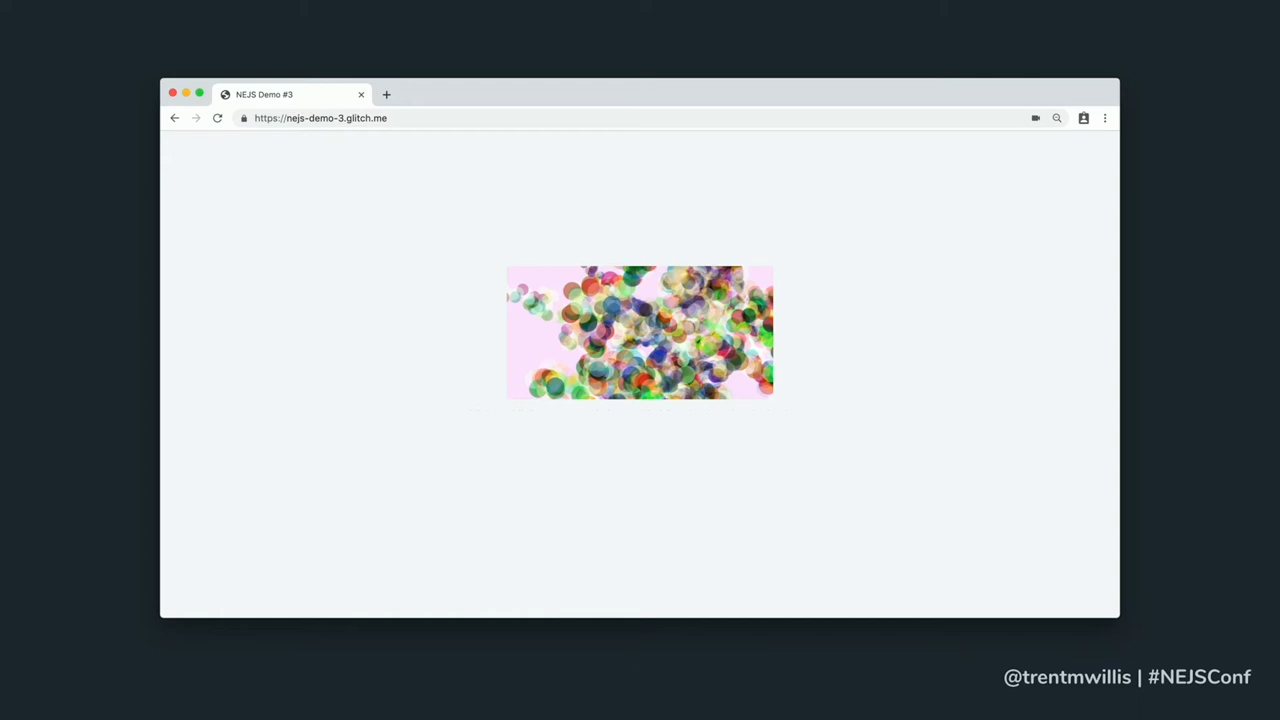 NEJS Demo #3
https://nejs-demo-3.glitch.me
@trentmwillis | #NEJSConf